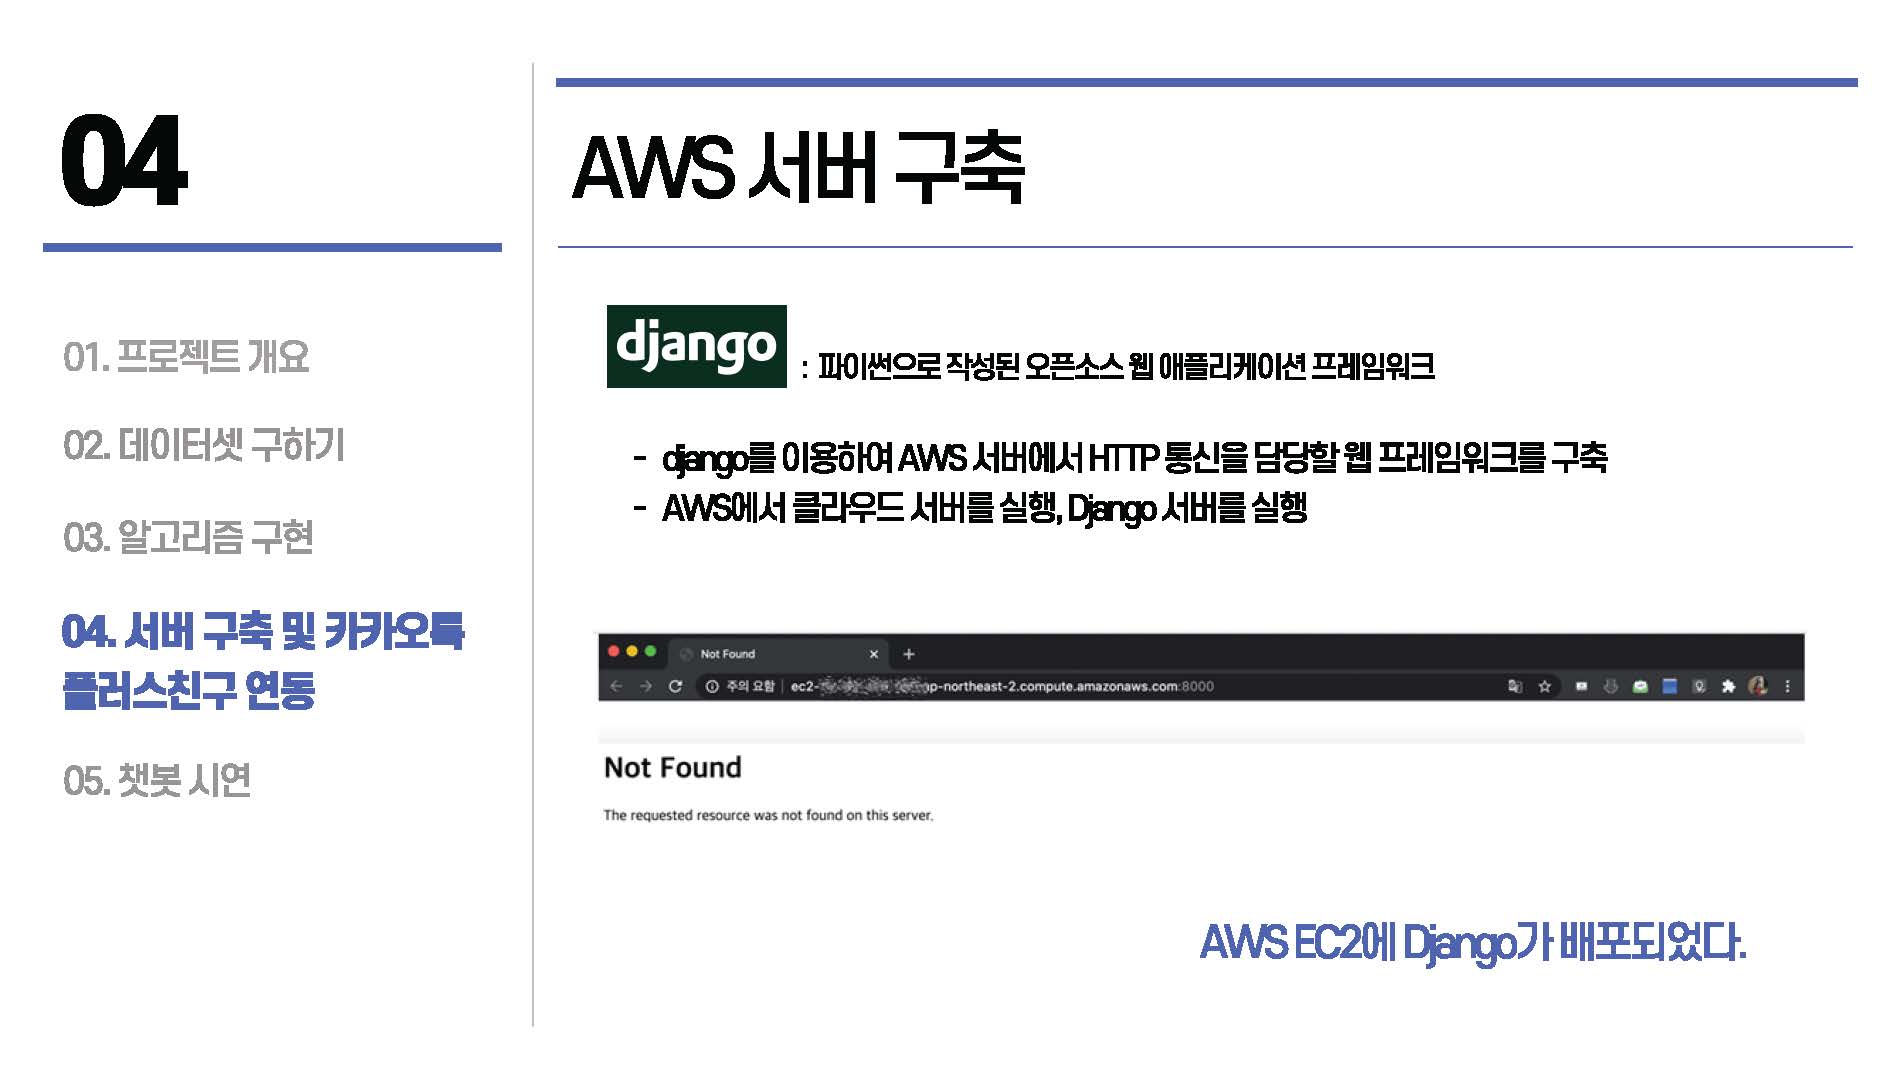 04
01. 프로젝트 개요
02. 데이터셋 구하기
03. 알고리즘 구현
04. 서버 구축 및 카카오톡
플러스친구 연동
05. 챗봇 시연
AWS 서버 구축
django : 파이썬으로 작성된 오픈소스 웹 애플리케이션 프레임워크
- django를 이용하여 AWS 서버에서 HTTP 통신을 담당할 웹 프레임워크를 구축
- AWS에서 클라우드 서버를 실행, Django 서버를 실행
Not Found
주의 요함 | ec2- p-northeast-2.compute.amazonaws.com:8000
Not Found
The requested resource was not found on this server.
AWS EC2에 Django가 배포되었다.